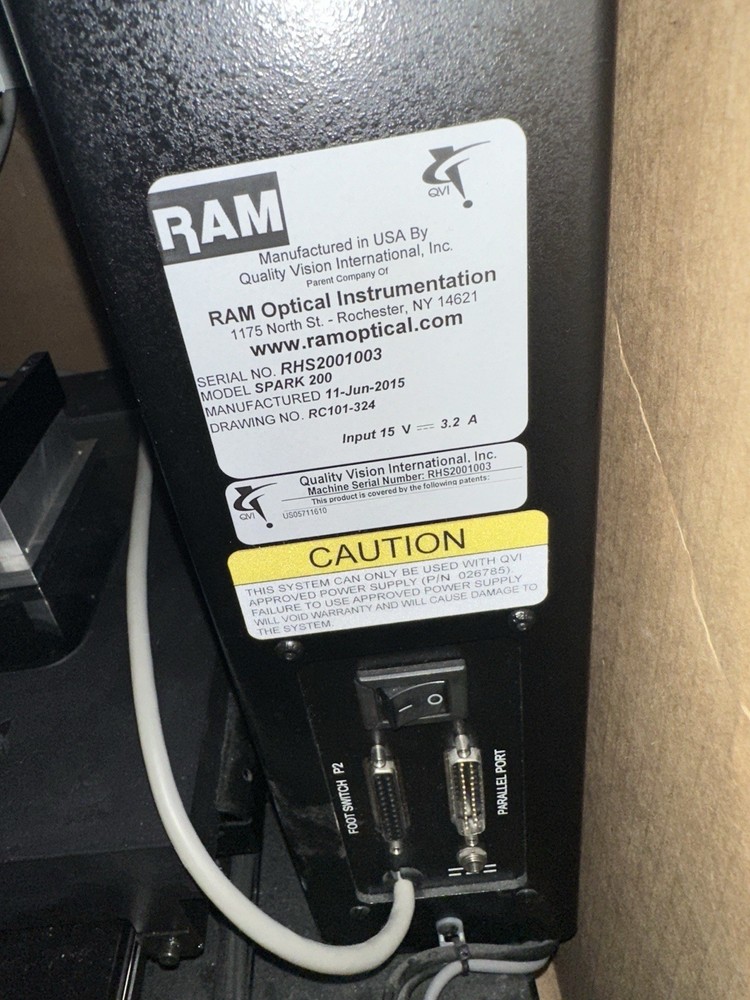 RAM
QVI
Manufactured in USA By
Quality Vision International, Inc.
Parent Company Of
RAM Optical Instrumentation
1175 North St. - Rochester, NY 14621
www.ramoptical.com
SERIAL NO. RHS2001003
MODEL SPARK 200
MANUFACTURED 11-Jun-2015
DRAWING NO. RC101-324
Input 15 V ⎓ 3.2 A
Quality Vision International, Inc.
Machine Serial Number: RHS2001003
This product is covered by the following patents:
QVI
US05711610
CAUTION
THIS SYSTEM CAN ONLY BE USED WITH QVI
APPROVED POWER SUPPLY (P/N 026785).
FAILURE TO USE APPROVED POWER SUPPLY
WILL VOID WARRANTY AND WILL CAUSE DAMAGE TO
THE SYSTEM.
FOOT SWITCH P2
PARALLEL PORT